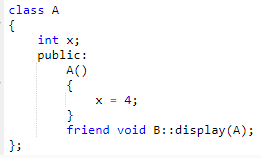 class A
{
    int x;
    public:
        A()
        {
            x = 4;
        }
        friend void B::display(A);
};